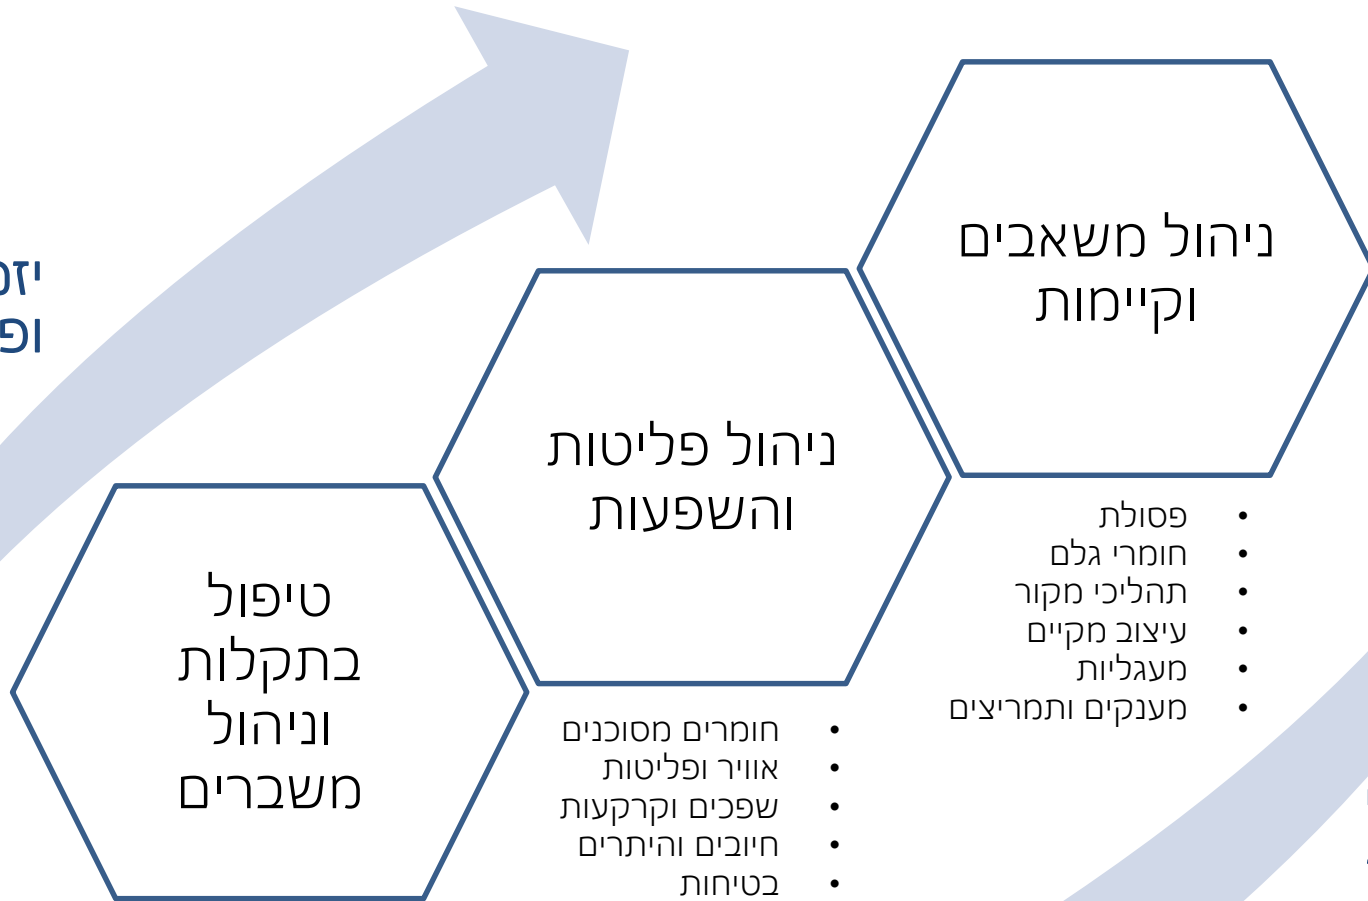 ניהול משאבים
וקיימות
• פסולת
• חומרי גלם
• תהליכי מקור
• עיצוב מקיים
• מעגליות
• מענקים ותמריצים
ניהול פליטות
והשפעות
• חומרים מסוכנים
• אוויר ופליטות
• שפכים וקרקעות
• חיובים והיתרים
• בטיחות
טיפול
בתקלות
וניהול
משברים